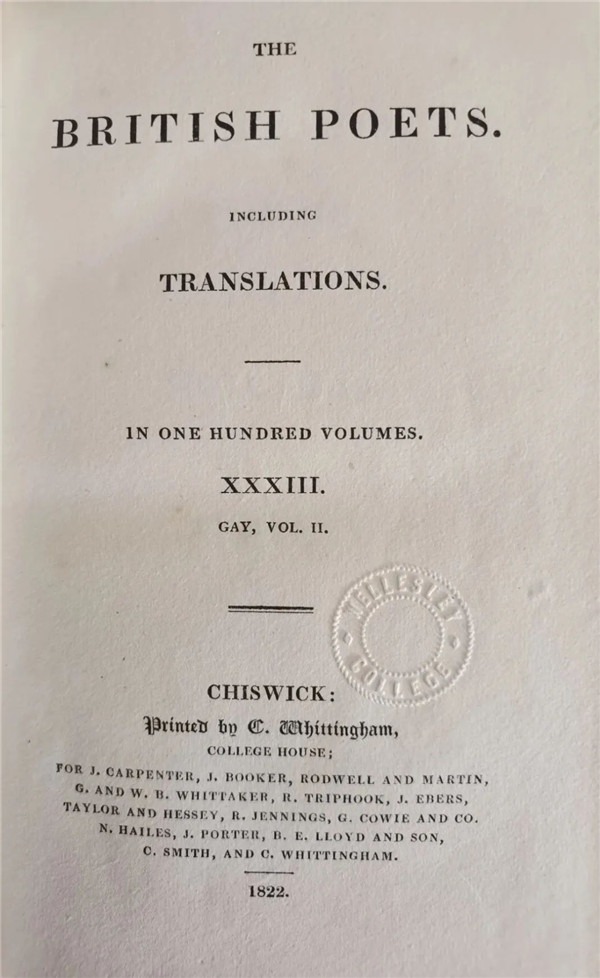 THE
BRITISH POETS.
INCLUDING
TRANSLATIONS.
IN ONE HUNDRED VOLUMES.
XXXIII.
GAY, VOL. II.
WELLESLEY
COLLEGE
CHISWICK:
Printed by C. Whittingham,
COLLEGE HOUSE;
FOR J. CARPENTER, J. BOOKER, RODWELL AND MARTIN,
G. AND W. B. WHITTAKER, R. TRIPHOOK, J. EBERS,
TAYLOR AND HESSEY, R. JENNINGS, G. COWIE AND CO.
N. HAILES, J. PORTER, B. E. LLOYD AND SON,
C. SMITH, AND C. WHITTINGHAM.
1822.